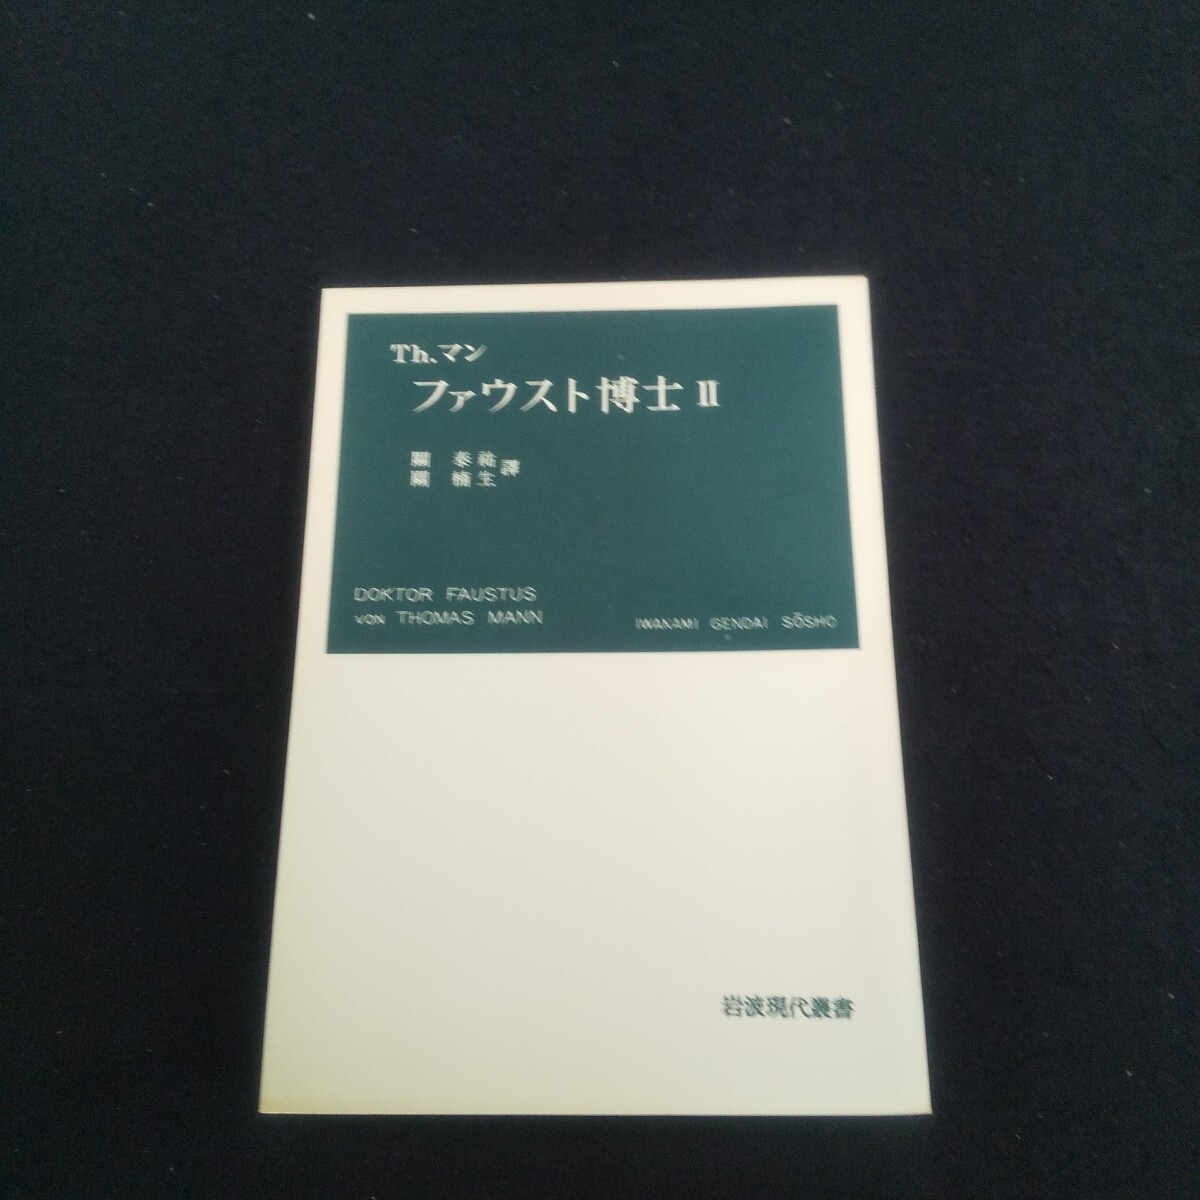 Th.マン
ファウスト博士 II
關 泰祐
關 楠生 譯
DOKTOR FAUSTUS
VON THOMAS MANN
IWANAMI GENDAI SŌSHO
岩波現代叢書